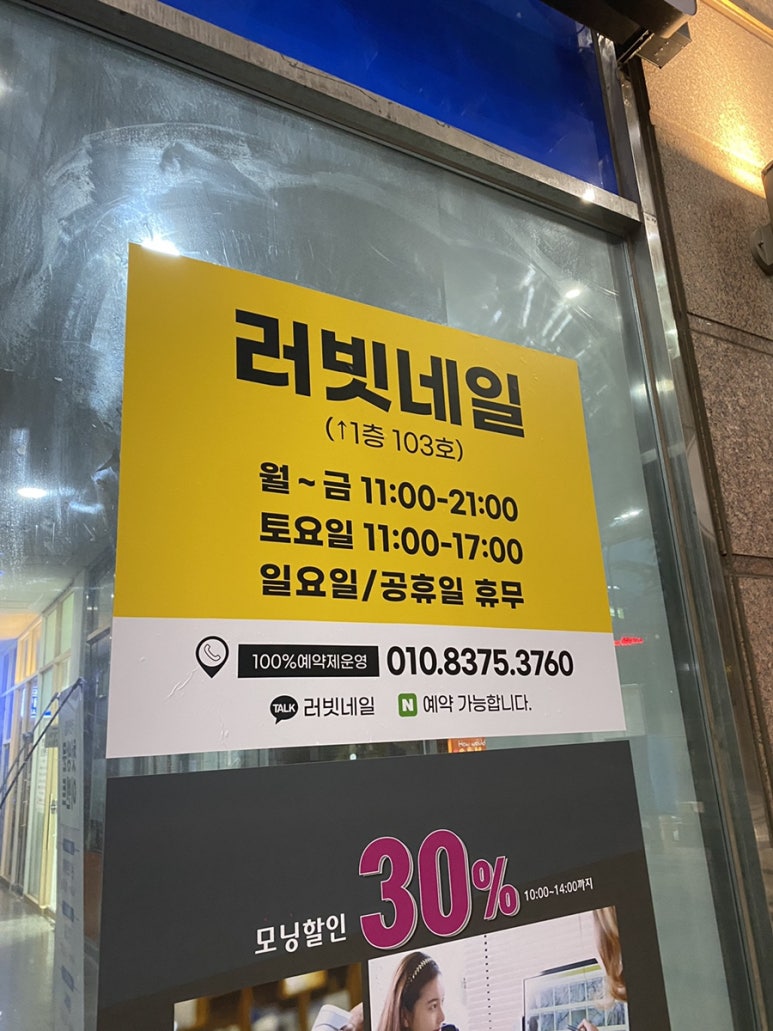 러빗네일
(↑1층 103호)
월~금 11:00-21:00
토요일 11:00-17:00
일요일/공휴일 휴무
100%예약제운영 010.8375.3760
TALK 러빗네일 N 예약 가능합니다.
모닝할인 30% 10:00~14:00까지